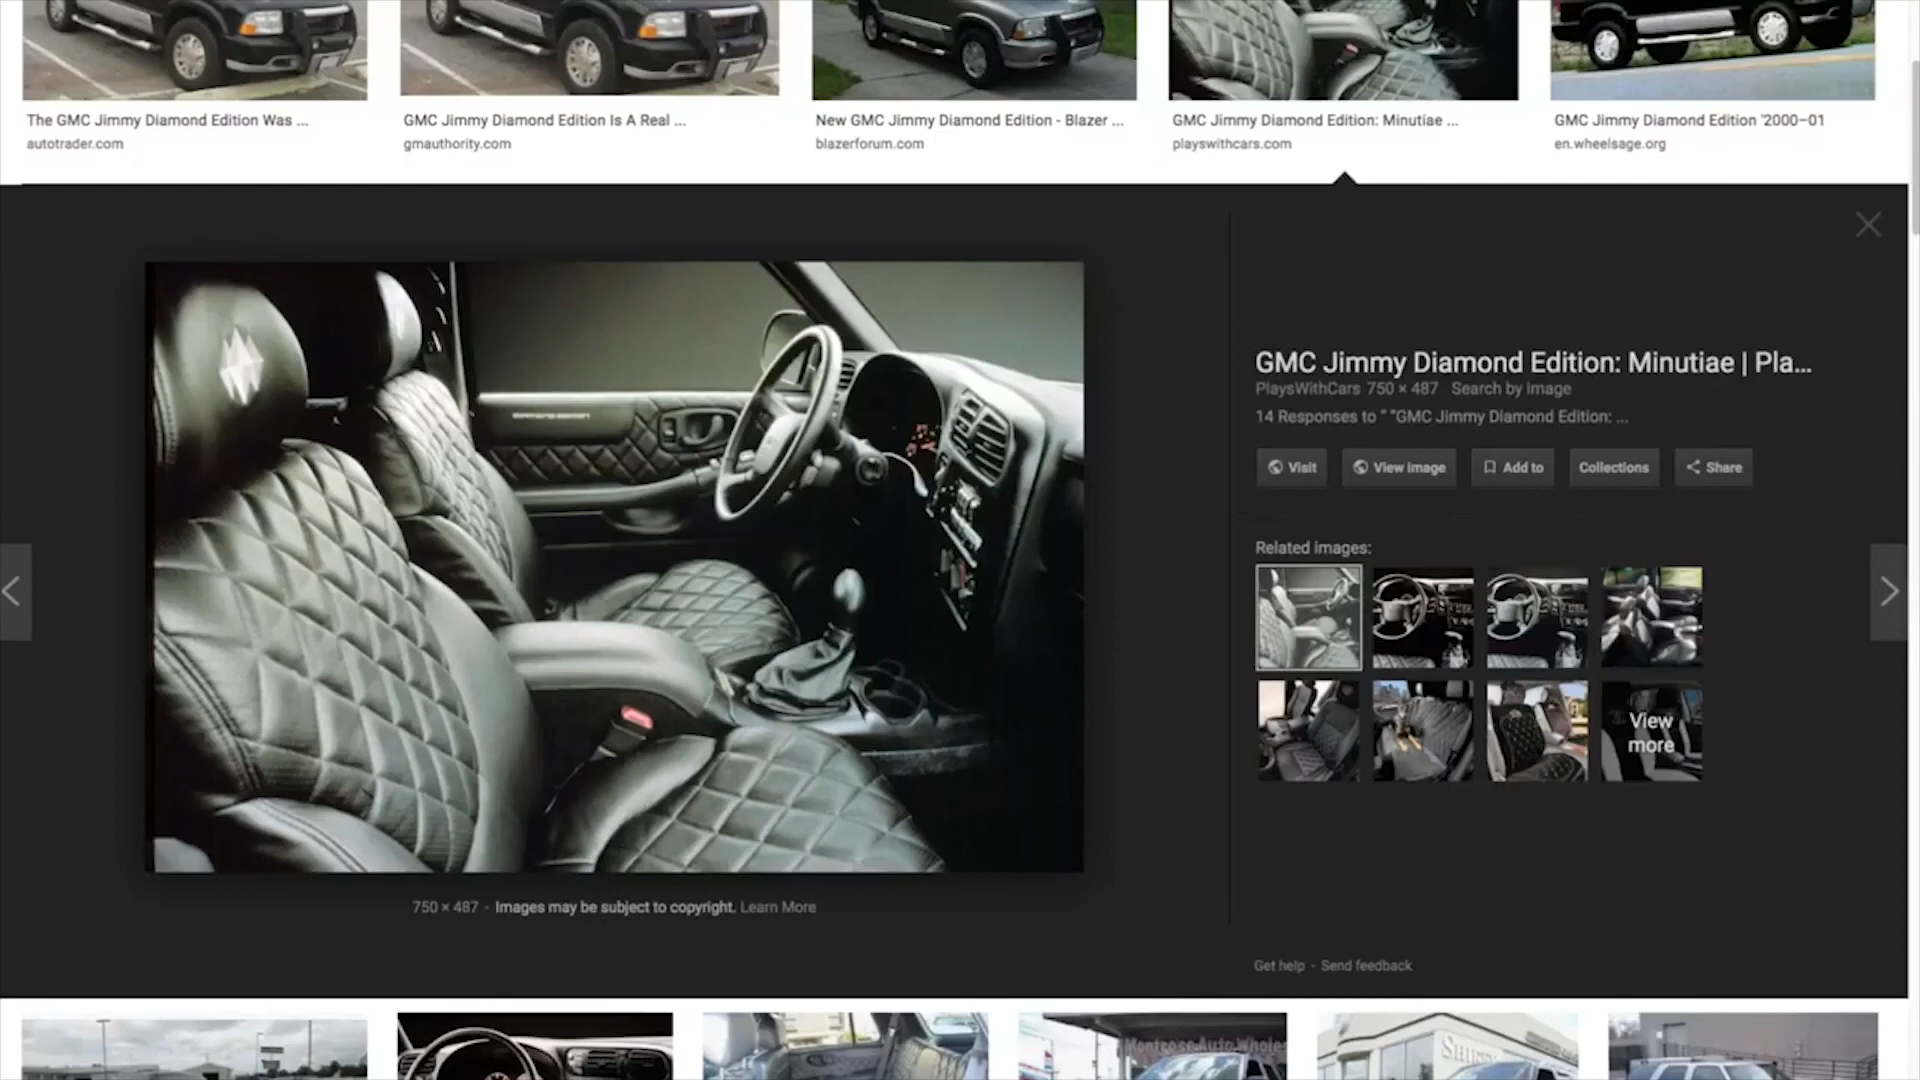 The GMC Jimmy Diamond Edition Was ...
autotrader.com
GMC Jimmy Diamond Edition Is A Real ...
gmauthority.com
New GMC Jimmy Diamond Edition - Blazer ...
blazerforum.com
GMC Jimmy Diamond Edition: Minutiae ...
playswithcars.com
GMC Jimmy Diamond Edition '2000–01
en.wheelsage.org
GMC Jimmy Diamond Edition: Minutiae | Pla...
PlaysWithCars 750 × 487 Search by image
14 Responses to " "GMC Jimmy Diamond Edition: ...
Visit
View image
Add to
Collections
Share
Related images:
View
more
750 × 487 - Images may be subject to copyright. Learn More
Get help - Send feedback
Montrose Auto Wholes